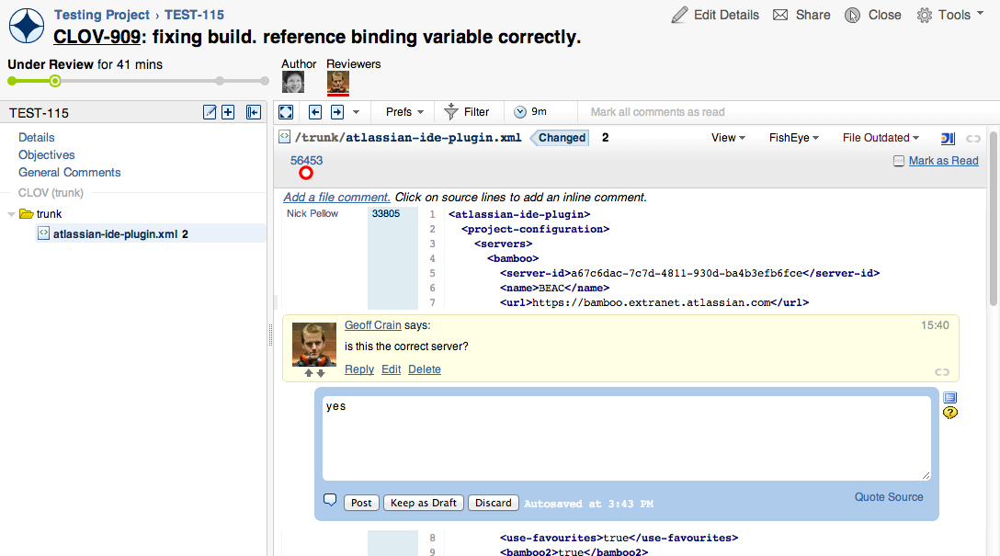 Testing Project › TEST-115
Edit Details Share Close Tools
CLOV-909: fixing build. reference binding variable correctly.
Under Review for 41 mins
Author Reviewers
TEST-115
Prefs Filter 9m Mark all comments as read
Details
Objectives
General Comments
CLOV (trunk)
trunk
atlassian-ide-plugin.xml 2
/trunk/atlassian-ide-plugin.xml Changed 2 View FishEye File Outdated
56453 Mark as Read
Add a file comment. Click on source lines to add an inline comment.
Nick Pellow 33805 1 <atlassian-ide-plugin>
2 <project-configuration>
3 <servers>
4 <bamboo>
5 <server-id>a67c6dac-7c7d-4811-930d-ba4b3efb6fce</server-id>
6 <name>BEAC</name>
7 <url>https://bamboo.extranet.atlassian.com</url>
Geoff Crain says: 15:40
is this the correct server?
Reply Edit Delete
yes
Post Keep as Draft Discard Autosaved at 3:43 PM Quote Source
8 <use-favourites>true</use-favourites>
9 <bamboo2>true</bamboo2>